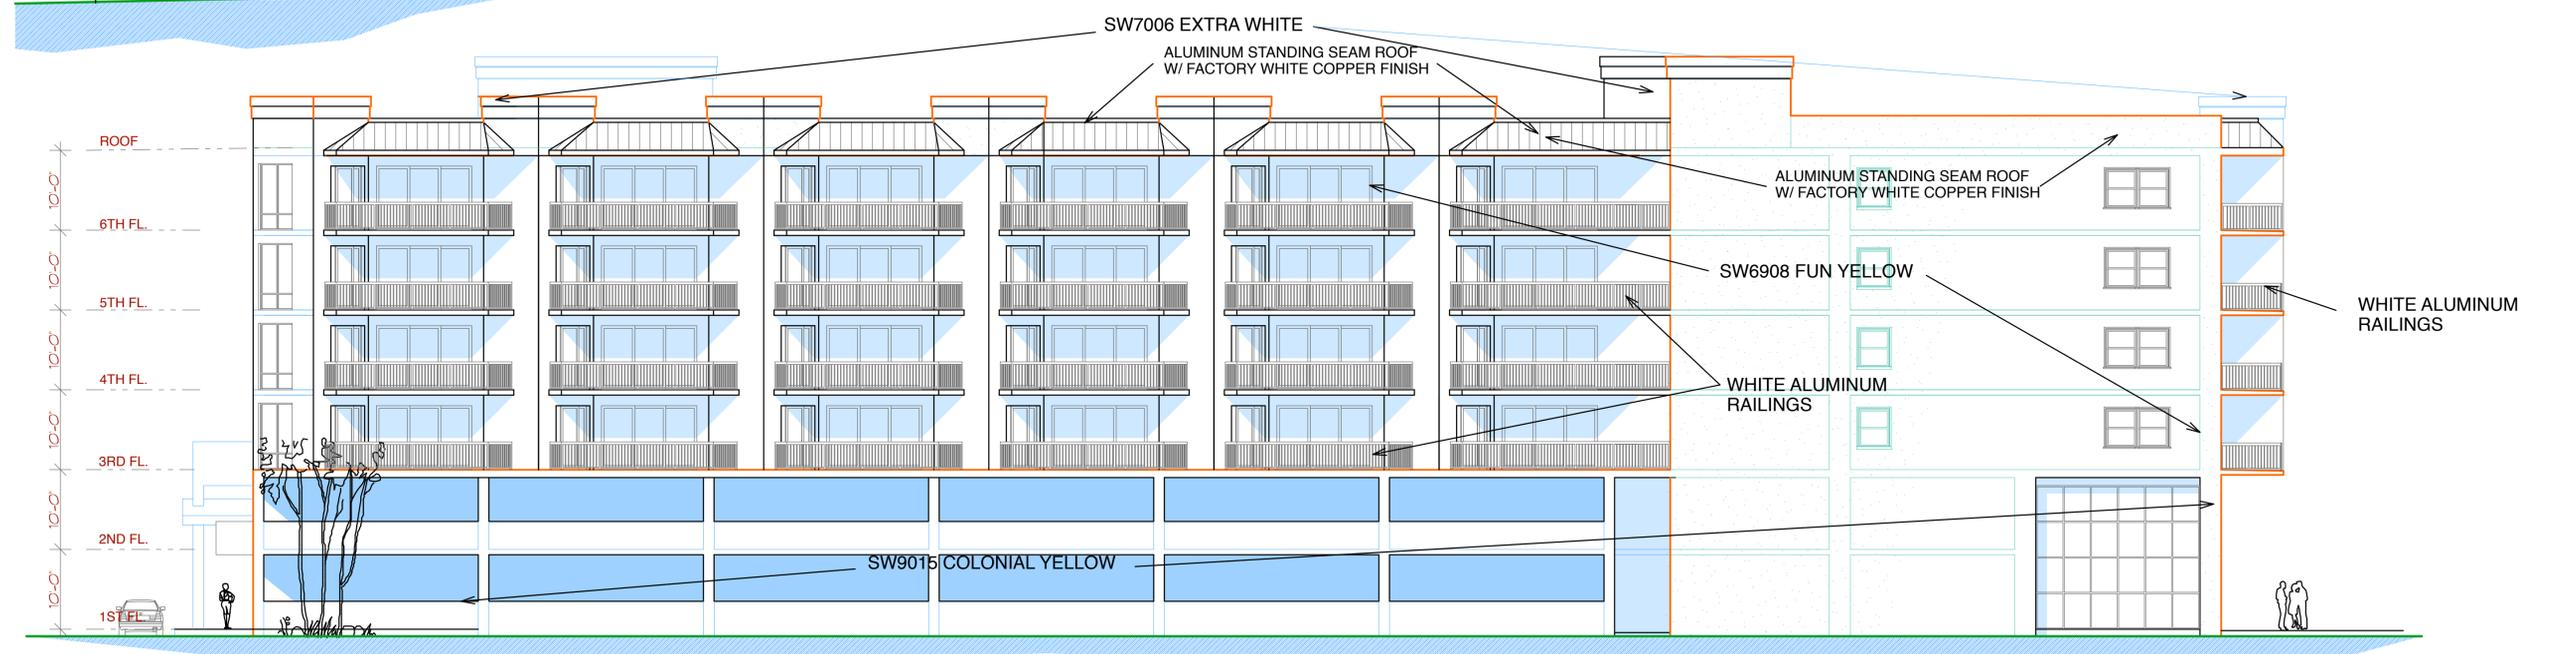 SW7006 EXTRA WHITE
ALUMINUM STANDING SEAM ROOF
W/ FACTORY WHITE COPPER FINISH
ROOF
10'-0"
ALUMINUM STANDING SEAM ROOF
W/ FACTORY WHITE COPPER FINISH
6TH FL.
10'-0"
SW6908 FUN YELLOW
5TH FL.
WHITE ALUMINUM
RAILINGS
10'-0"
4TH FL.
WHITE ALUMINUM
RAILINGS
10'-0"
3RD FL.
10'-0"
2ND FL.
SW9015 COLONIAL YELLOW
10'-0"
1ST FL.